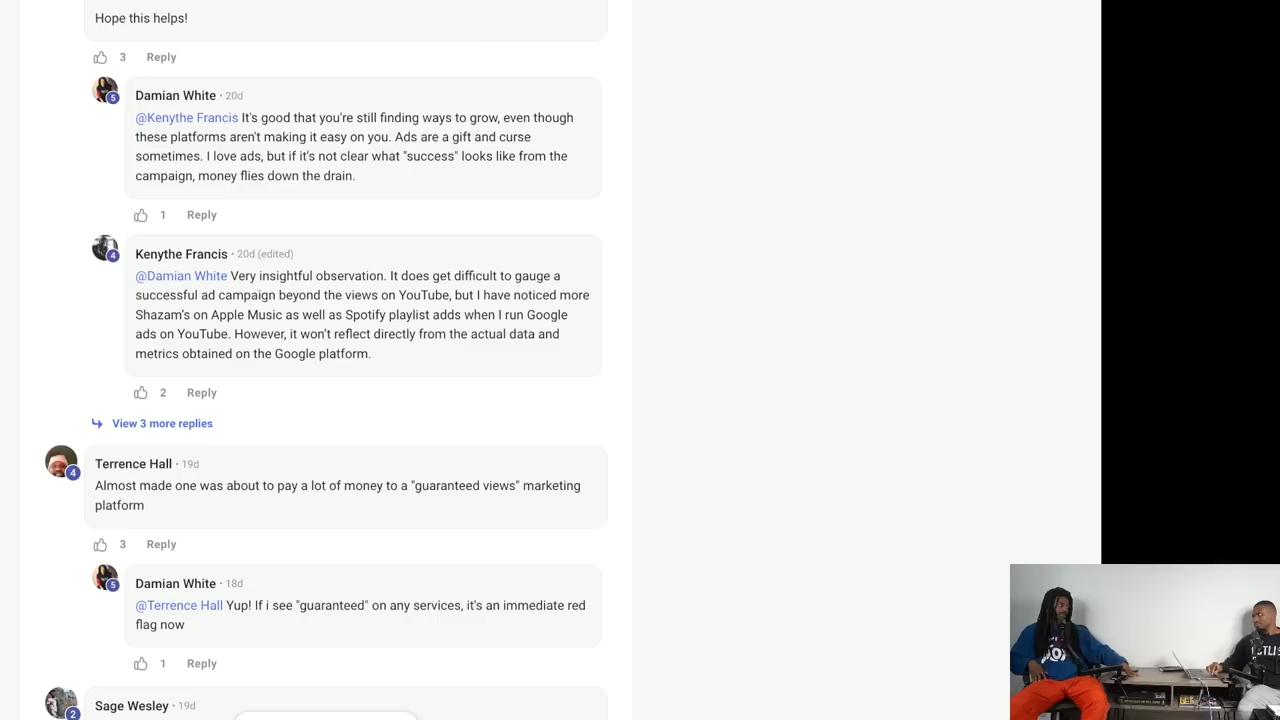 Hope this helps!
3 Reply
5
Damian White · 20d
@Kenythe Francis It's good that you're still finding ways to grow, even though
these platforms aren't making it easy on you. Ads are a gift and curse
sometimes. I love ads, but if it's not clear what "success" looks like from the
campaign, money flies down the drain.
1 Reply
4
Kenythe Francis · 20d (edited)
@Damian White Very insightful observation. It does get difficult to gauge a
successful ad campaign beyond the views on YouTube, but I have noticed more
Shazam's on Apple Music as well as Spotify playlist adds when I run Google
ads on YouTube. However, it won't reflect directly from the actual data and
metrics obtained on the Google platform.
2 Reply
View 3 more replies
4
Terrence Hall · 19d
Almost made one was about to pay a lot of money to a "guaranteed views" marketing
platform
3 Reply
5
Damian White · 18d
@Terrence Hall Yup! If i see "guaranteed" on any services, it's an immediate red
flag now
1 Reply
2
Sage Wesley · 19d